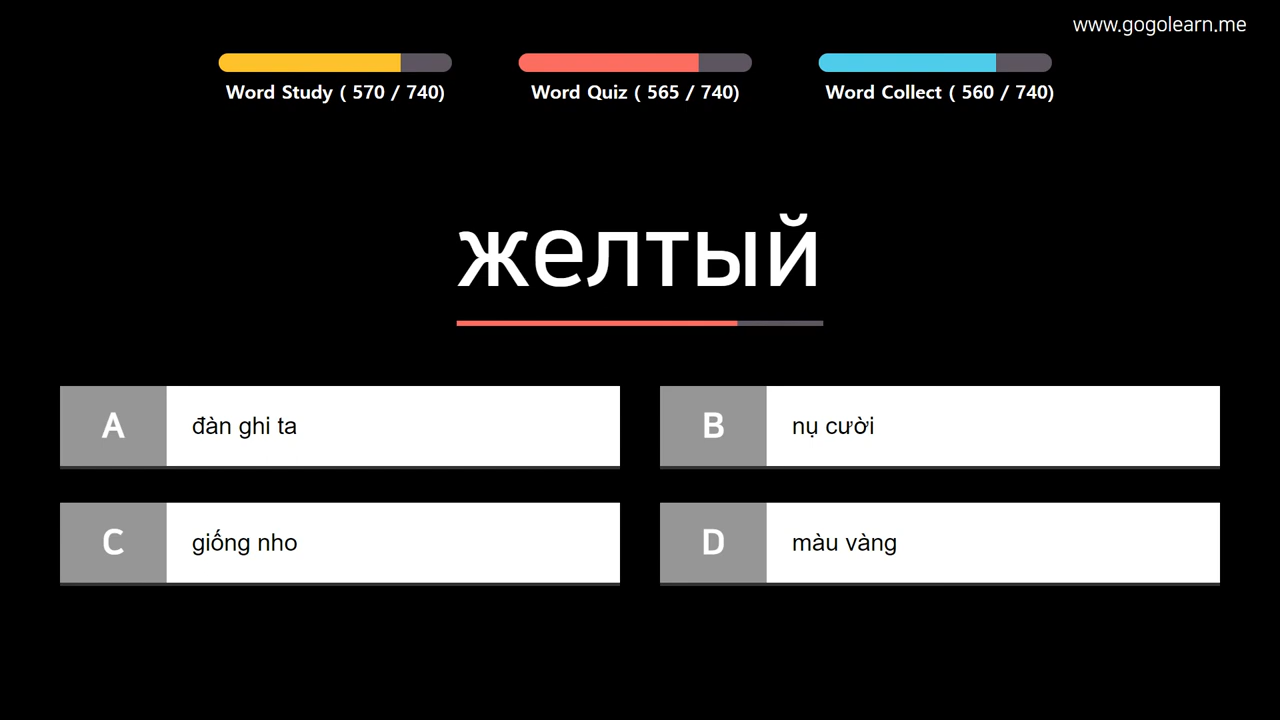 www.gogolearn.me
Word Study ( 570 / 740)
Word Quiz ( 565 / 740)
Word Collect ( 560 / 740)
желтый
A
đàn ghi ta
B
nụ cười
C
giống nho
D
màu vàng